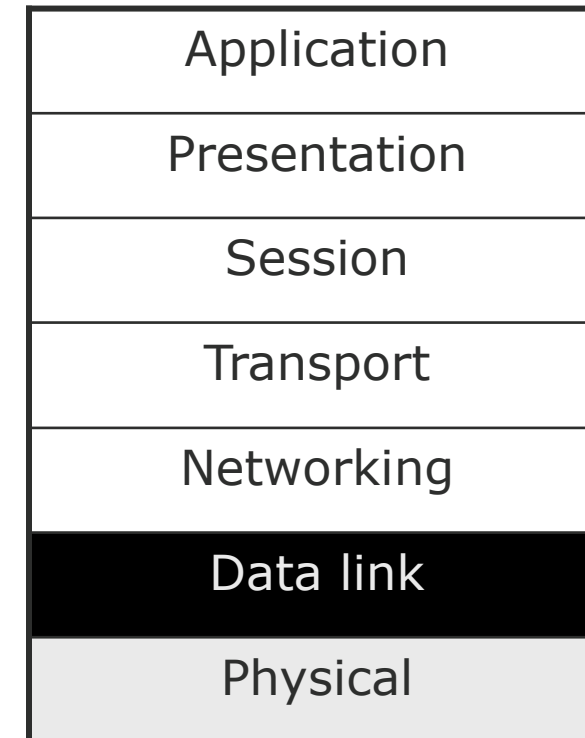 Application
Presentation
Session
Transport
Networking
Data link
Physical